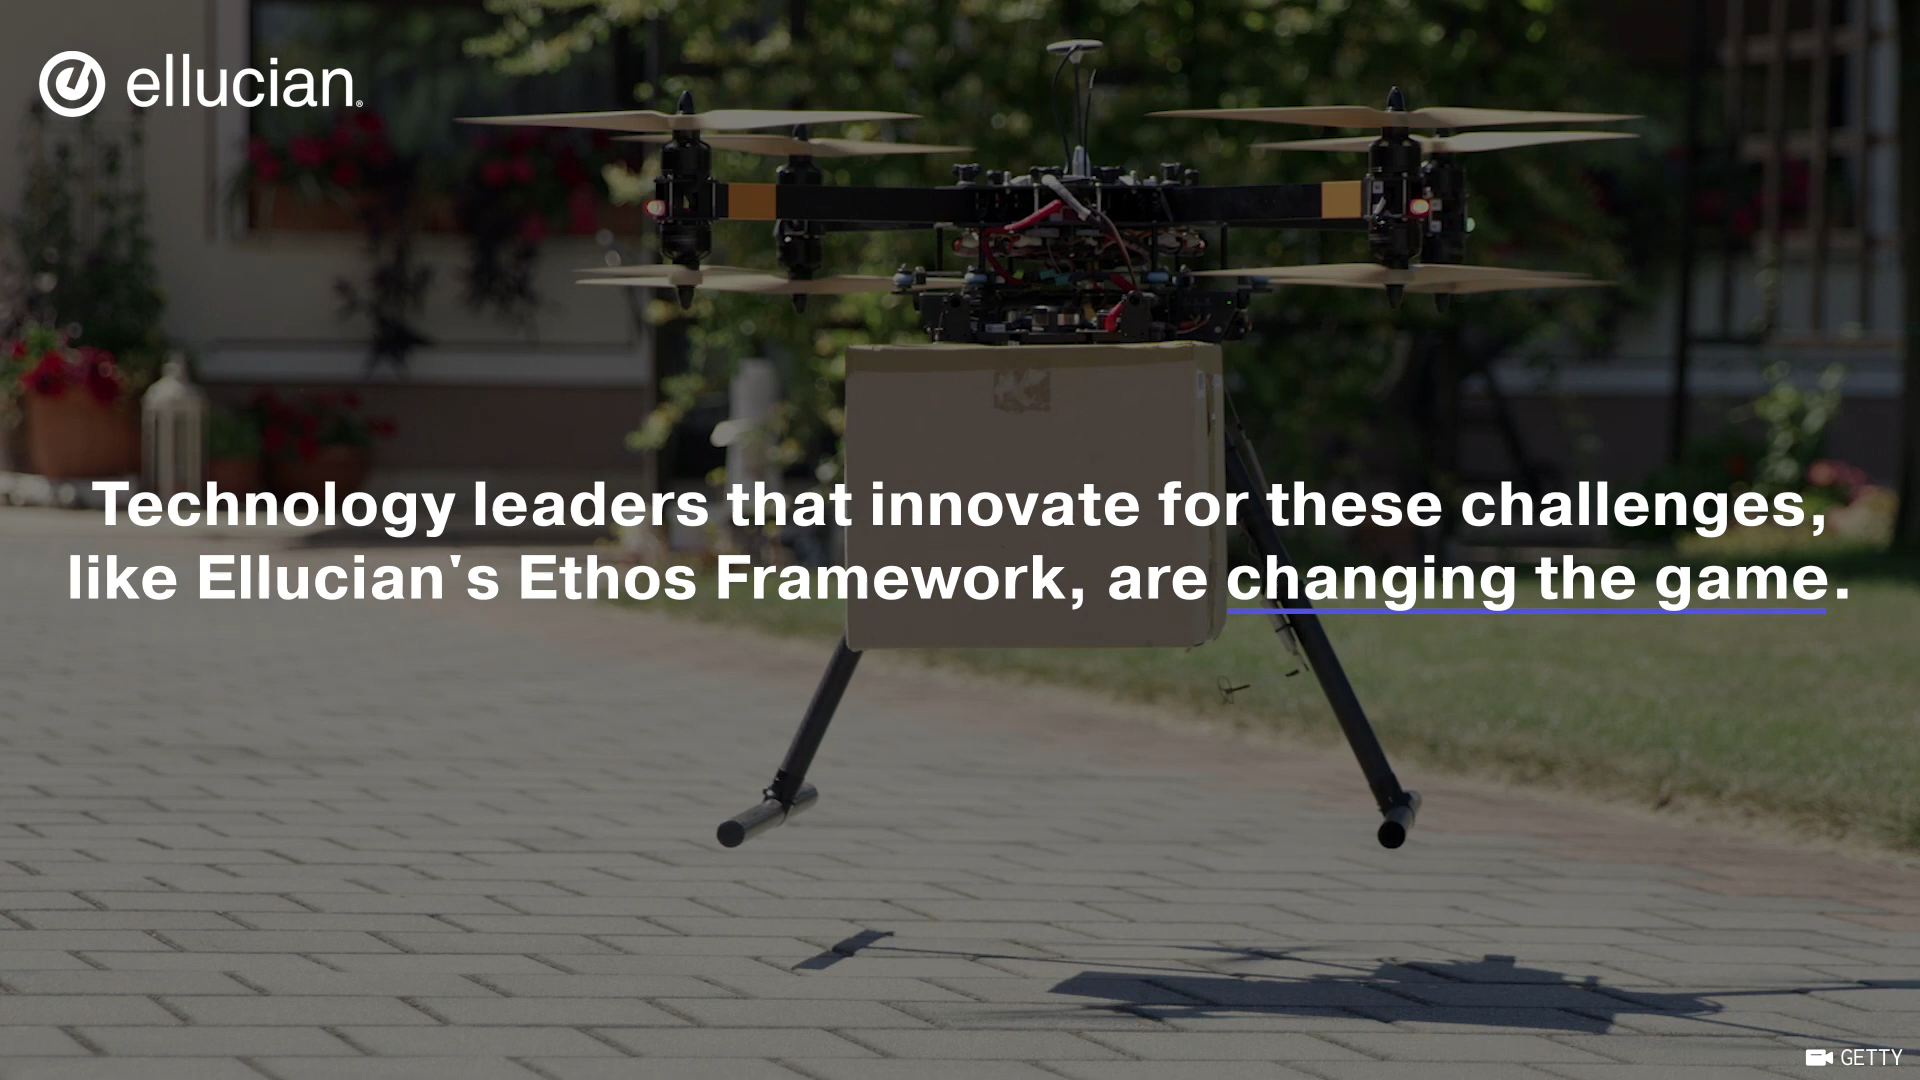 ellucian®
Technology leaders that innovate for these challenges,
like Ellucian's Ethos Framework, are changing the game.
GETTY